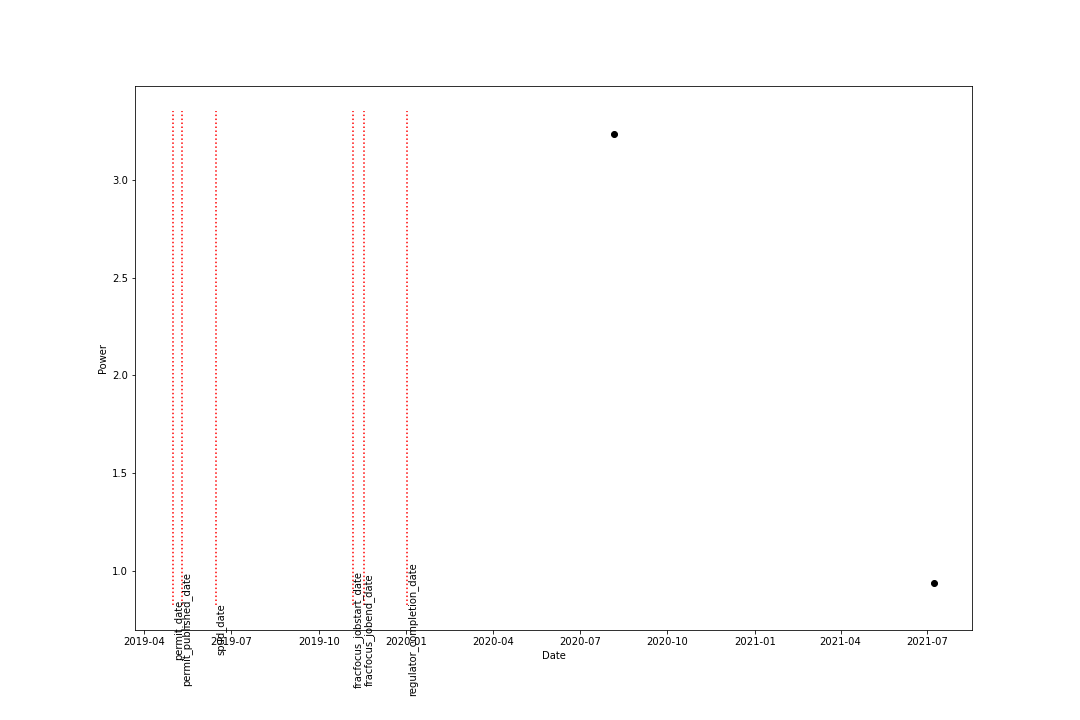 3.0
2.5
2.0
1.5
1.0
Power
permit_date
permit_published_date
spud_date
fracfocus_jobstart_date
fracfocus_jobend_date
regulator_completion_date
2019-04
2019-07
2019-10
2020-01
2020-04
2020-07
2020-10
2021-01
2021-04
2021-07
Date